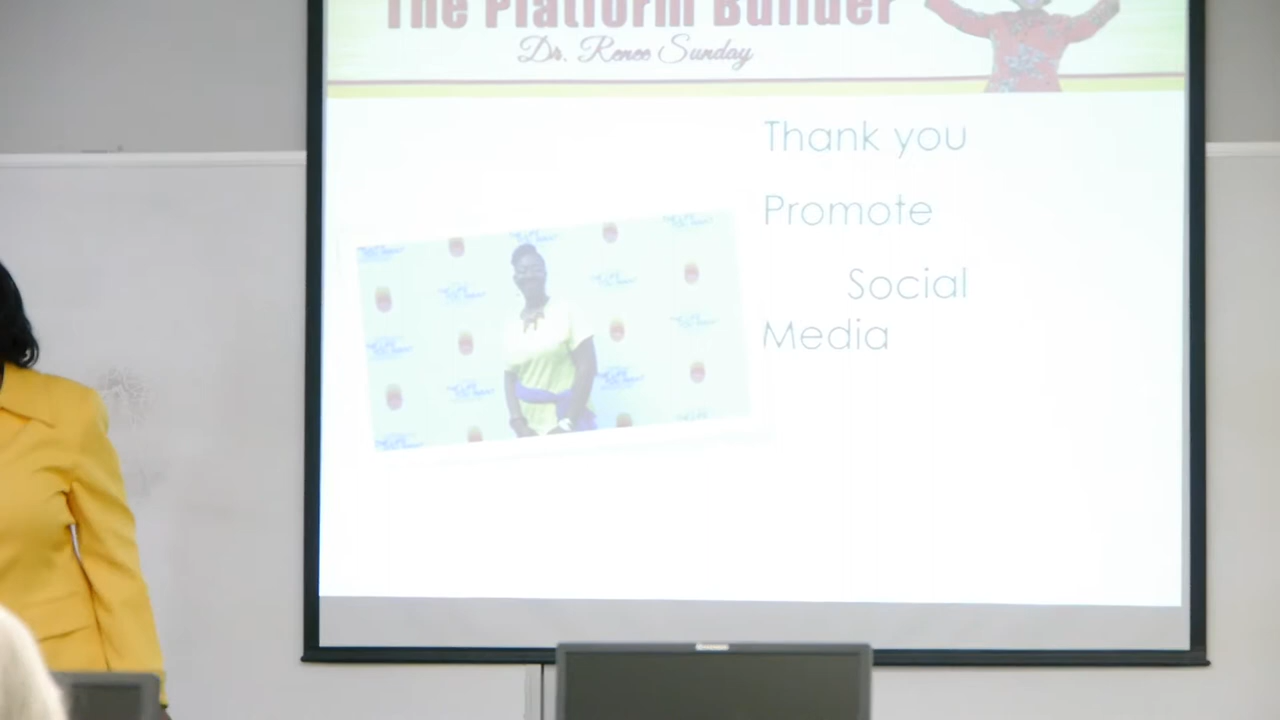 The Platform Builder
Dr. Renee Sunday
Thank you
Promote
Social
Media